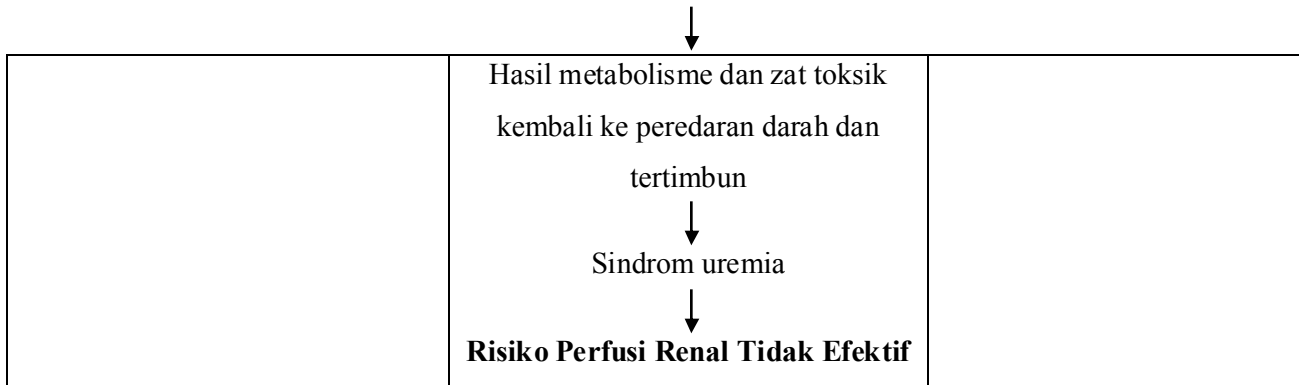 Hasil metabolisme dan zat toksik
kembali ke peredaran darah dan
tertimbun
Sindrom uremia
Risiko Perfusi Renal Tidak Efektif